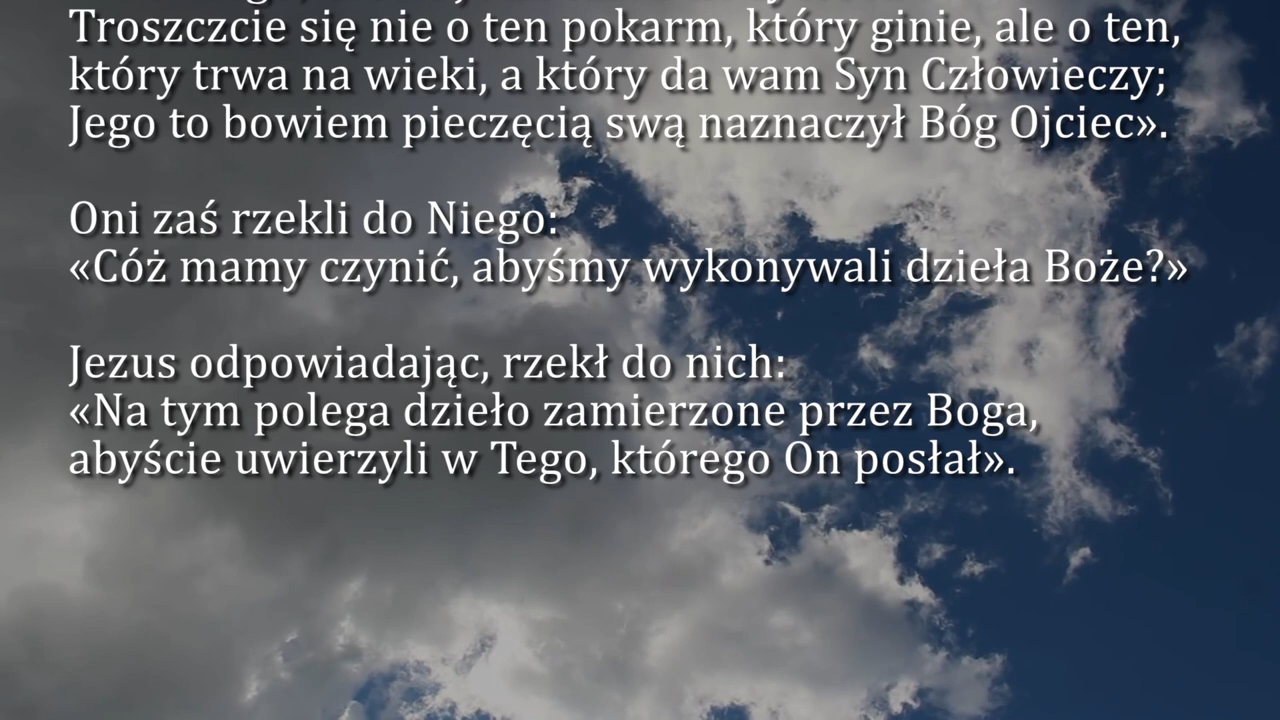 Troszczcie się nie o ten pokarm, który ginie, ale o ten,
który trwa na wieki, a który da wam Syn Człowieczy;
Jego to bowiem pieczęcią swą naznaczył Bóg Ojciec».
Oni zaś rzekli do Niego:
«Cóż mamy czynić, abyśmy wykonywali dzieła Boże?»
Jezus odpowiadając, rzekł do nich:
«Na tym polega dzieło zamierzone przez Boga,
abyście uwierzyli w Tego, którego On posłał».